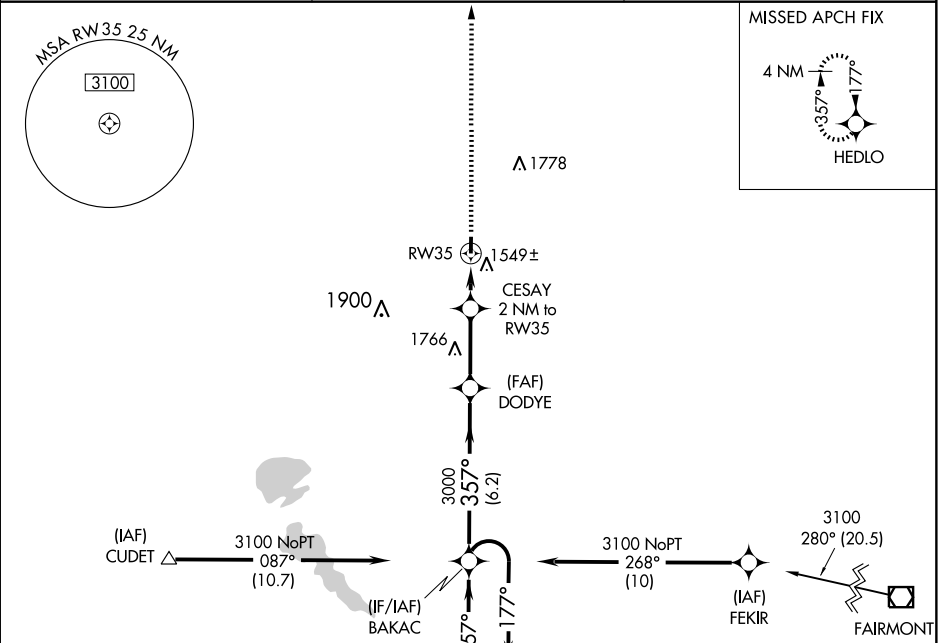 MSA RW35 25 NM
3100
MISSED APCH FIX
4 NM
357°
177°
HEDLO
1778
RW35
1549±
CESAY
2 NM to
RW35
1900
1766
(FAF)
DODYE
3000
357°
(6.2)
(IAF)
CUDET
3100 NoPT
087°
(10.7)
(IF/IAF)
BAKAC
57°
177°
3100 NoPT
268°
(10)
(IAF)
FEKIR
3100
280° (20.5)
FAIRMONT